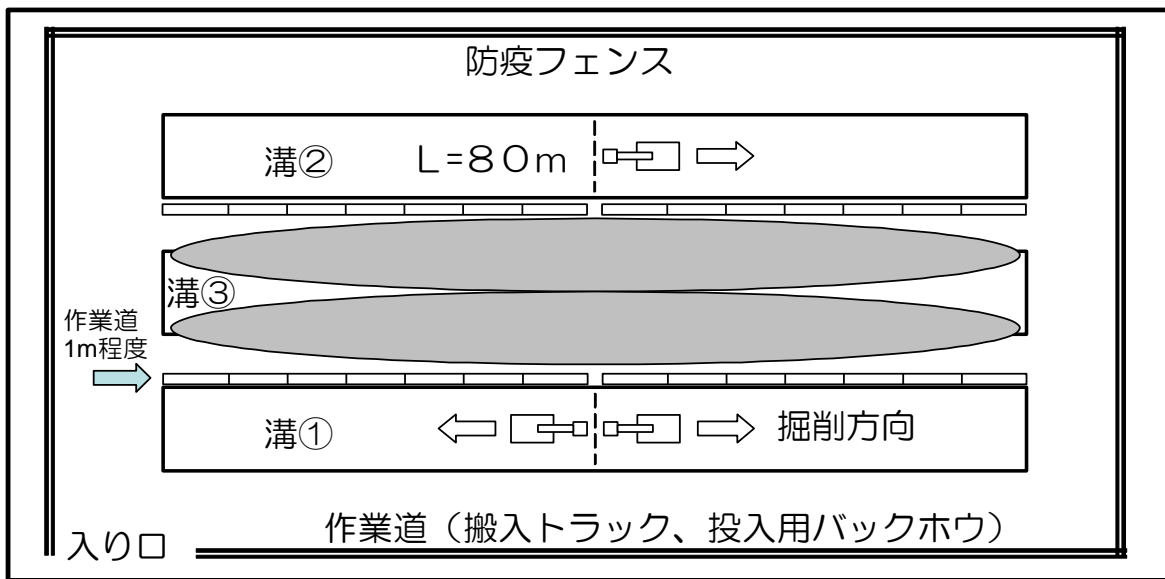 防疫フェンス
溝② L=80m
溝③
作業道
1m程度
溝① 掘削方向
作業道（搬入トラック、投入用バックホウ）
入り口